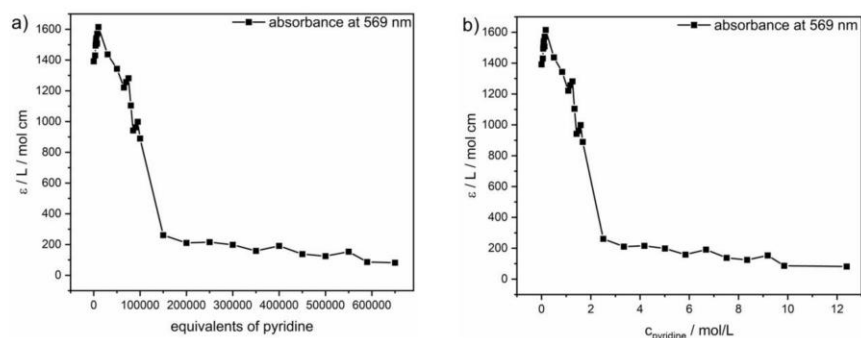 a)
absorbance at 569 nm
1600
1400
1200
1000
800
600
400
200
0
ε / L / mol cm
0 100000 200000 300000 400000 500000 600000
equivalents of pyridine
b)
absorbance at 569 nm
1600
1400
1200
1000
800
600
400
200
0
ε / L / mol cm
0 2 4 6 8 10 12
c_pyridine / mol/L